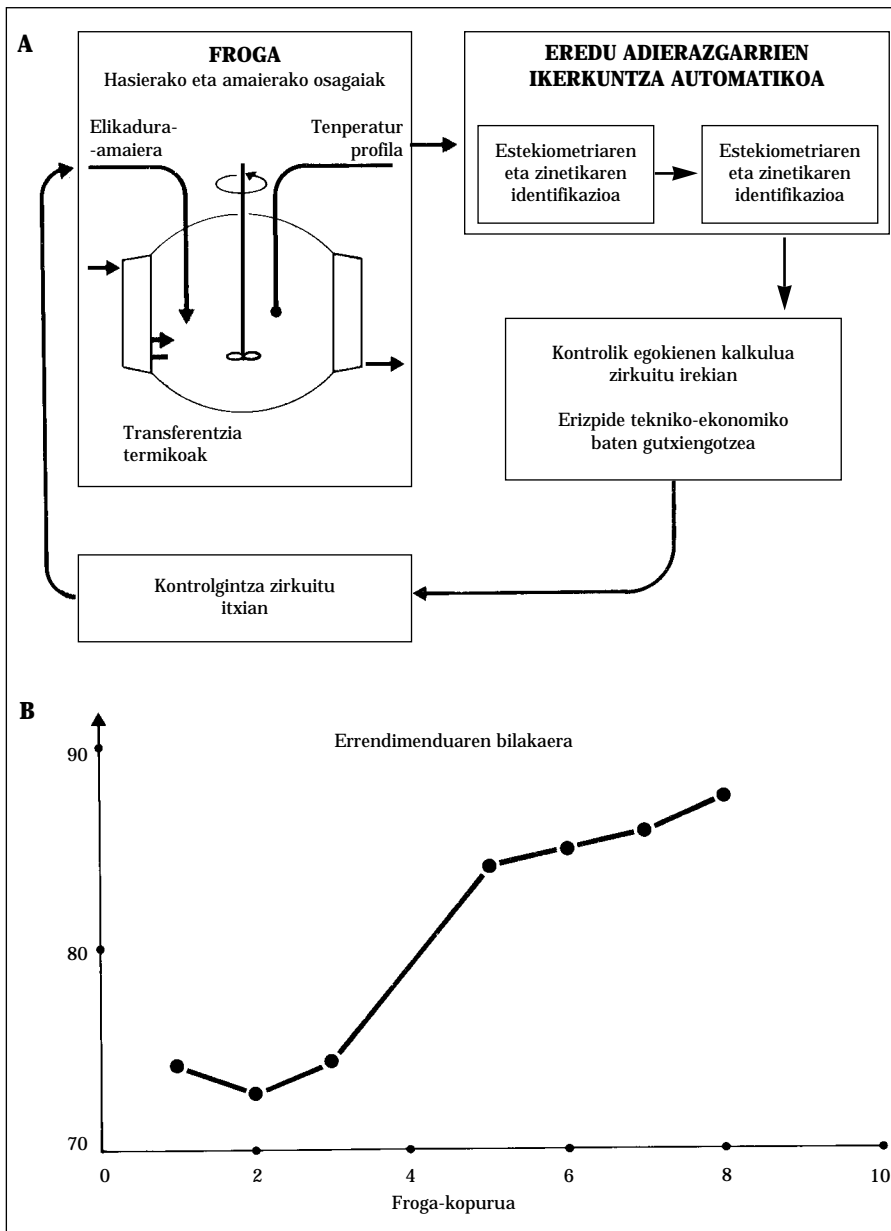 A
FROGA
Hasierako eta amaierako osagaiak
Elikadura-
-amaiera
Tenperatur
profila
Transferentzia
termikoak
EREDU ADIERAZGARRIEN
IKERKUNTZA AUTOMATIKOA
Estekiometriaren
eta zinetikaren
identifikazioa
Estekiometriaren
eta zinetikaren
identifikazioa
Kontrolik egokienen kalkulua
zirkuitu irekian
Erizpide tekniko-ekonomiko
baten gutxiengotzea
Kontrolgintza zirkuitu
itxian
B
Errendimenduaren bilakaera
90
80
70
0 2 4 6 8 10
Froga-kopurua